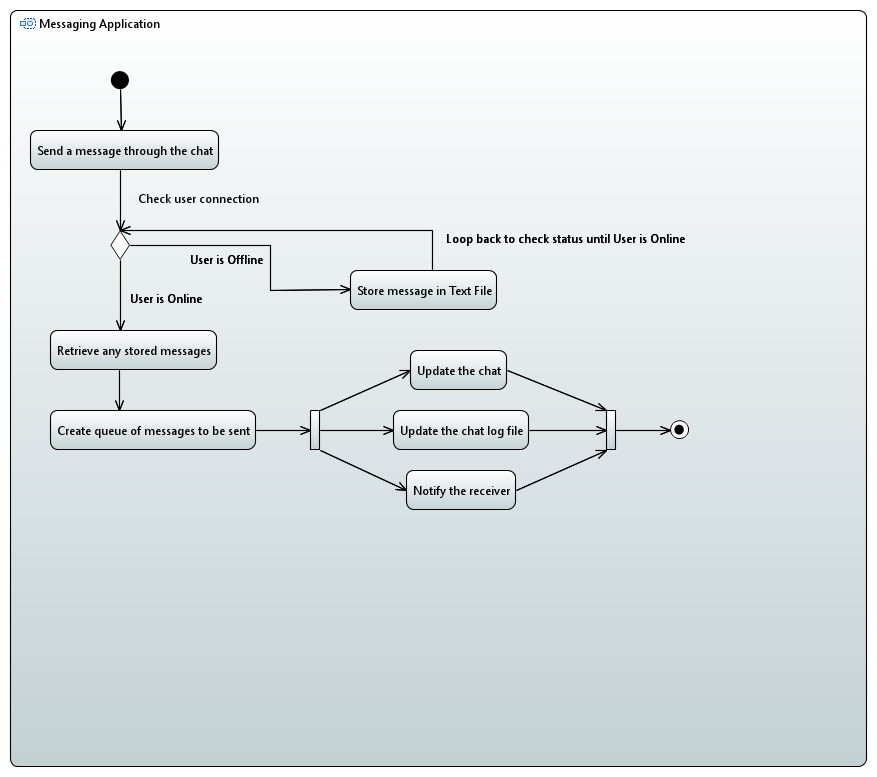 Messaging Application
Send a message through the chat
Check user connection
Loop back to check status until User is Online
User is Offline
Store message in Text File
User is Online
Retrieve any stored messages
Update the chat
Create queue of messages to be sent
Update the chat log file
Notify the receiver